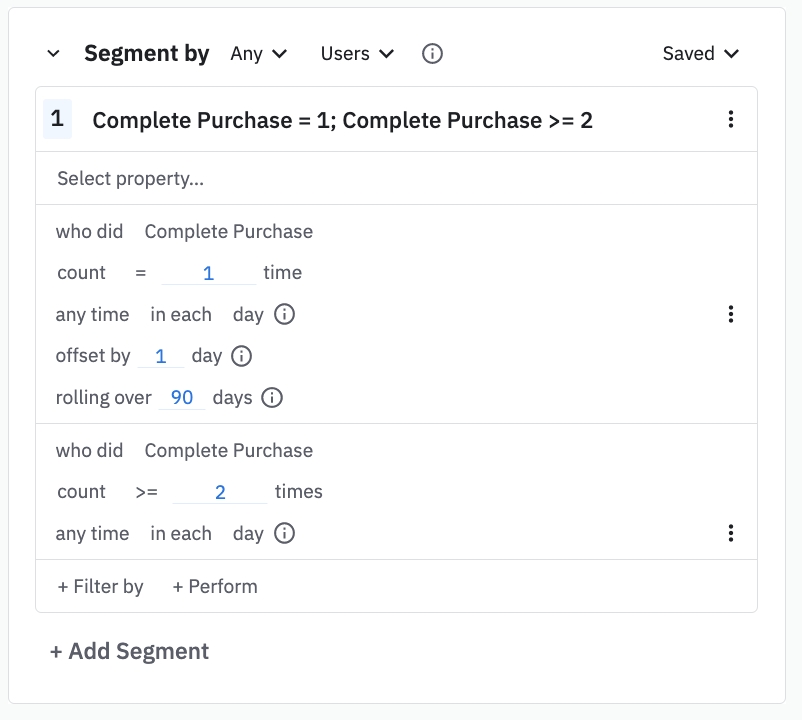 Segment by Any Users Saved
1 Complete Purchase = 1; Complete Purchase >= 2
Select property...
who did Complete Purchase
count = 1 time
any time in each day
offset by 1 day
rolling over 90 days
who did Complete Purchase
count >= 2 times
any time in each day
+ Filter by + Perform
+ Add Segment